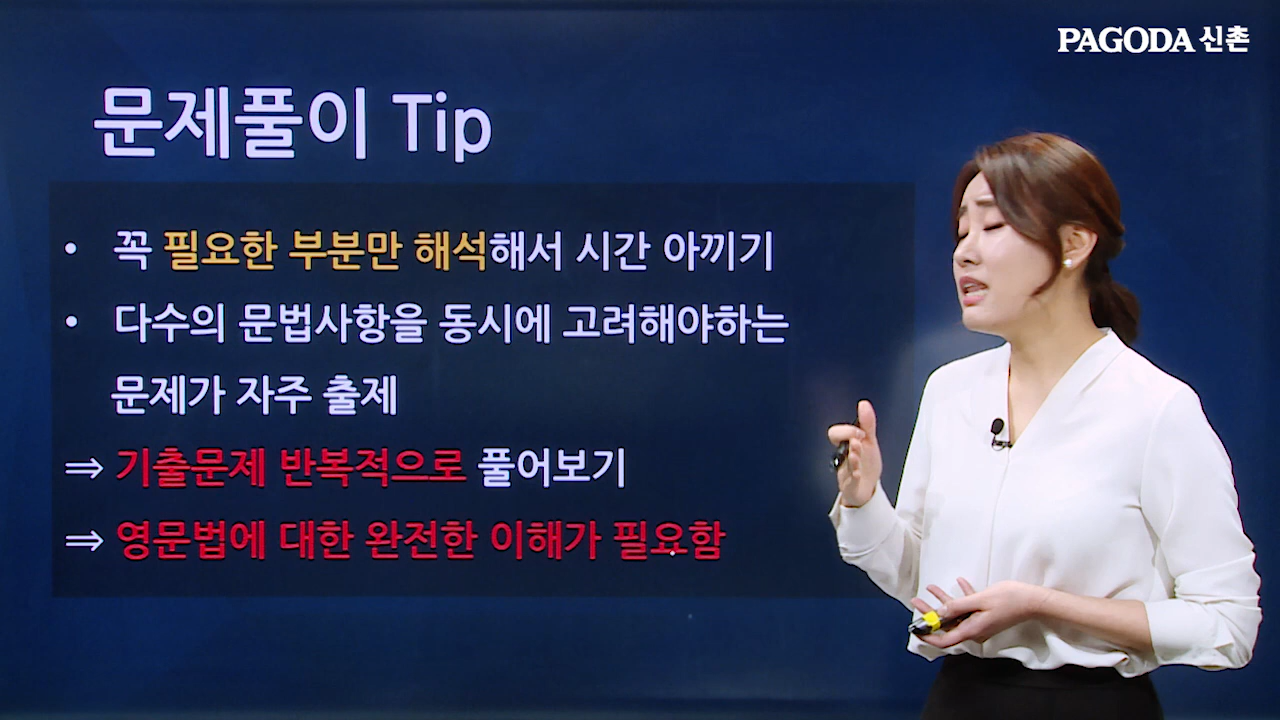 PAGODA 신촌
문제풀이 Tip
• 꼭 필요한 부분만 해석해서 시간 아끼기
• 다수의 문법사항을 동시에 고려해야하는
문제가 자주 출제
⇒ 기출문제 반복적으로 풀어보기
⇒ 영문법에 대한 완전한 이해가 필요함